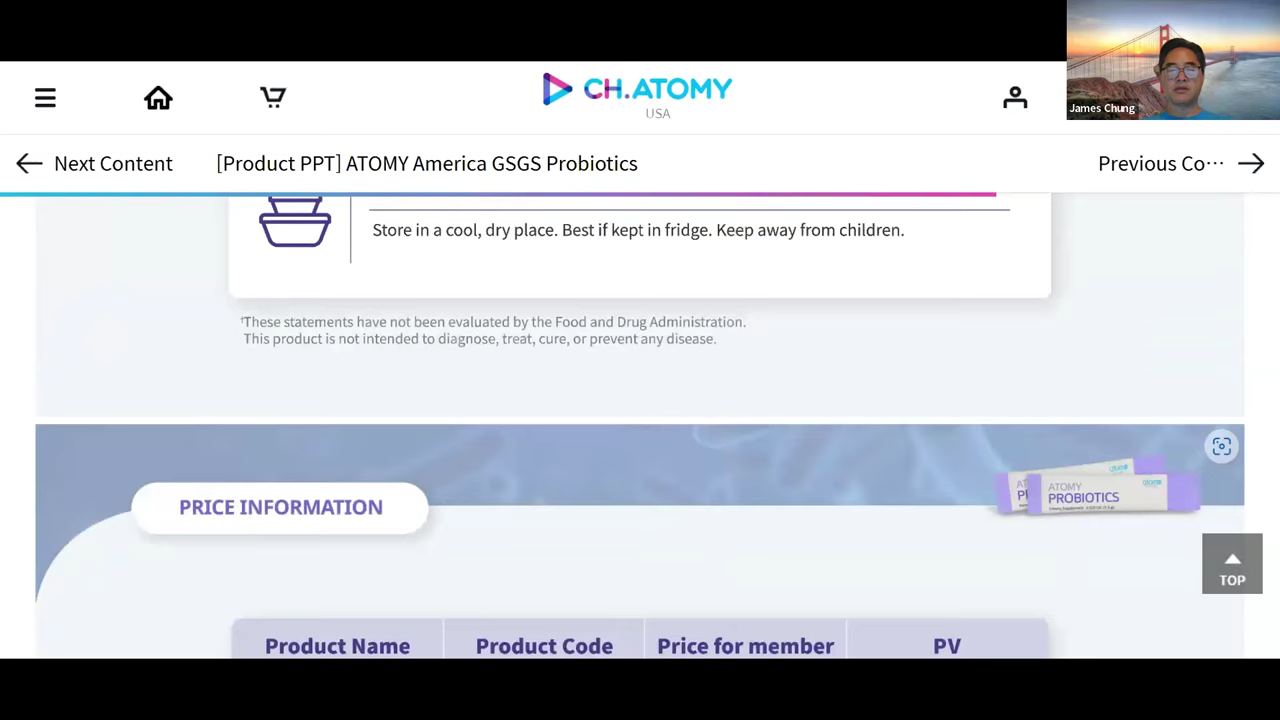 CH.ATOMY
USA
James Chung
Next Content
[Product PPT] ATOMY America GSGS Probiotics
Previous Co···
Store in a cool, dry place. Best if kept in fridge. Keep away from children.
†These statements have not been evaluated by the Food and Drug Administration.
This product is not intended to diagnose, treat, cure, or prevent any disease.
PRICE INFORMATION
ATOMY
PROBIOTICS
TOP
Product Name
Product Code
Price for member
PV